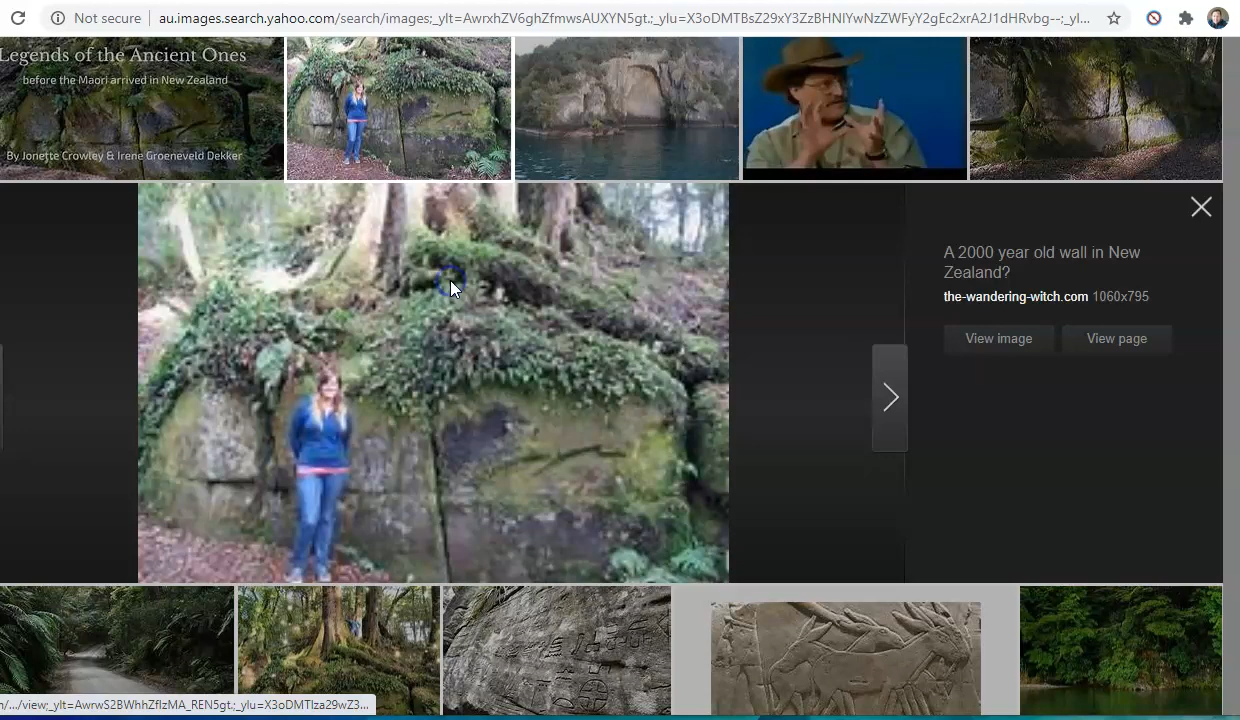 Not secure
au.images.search.yahoo.com/search/images;_ylt=AwrxhZV6ghZfmwsAUXYN5gt.;_ylu=X3oDMTBsZ29xY3ZzBHNlYwNzZWFyY2gEc2xrA2J1dHRvbg--;_yl...
Legends of the Ancient Ones
before the Maori arrived in New Zealand
By Jonette Crowley & Irene Groeneveld Dekker
A 2000 year old wall in New
Zealand?
the-wandering-witch.com 1060x795
View image
View page
n/.../view;_ylt=AwrwS2BWhhZfIzMA_REN5gt.;_ylu=X3oDMTIza29wZ3...